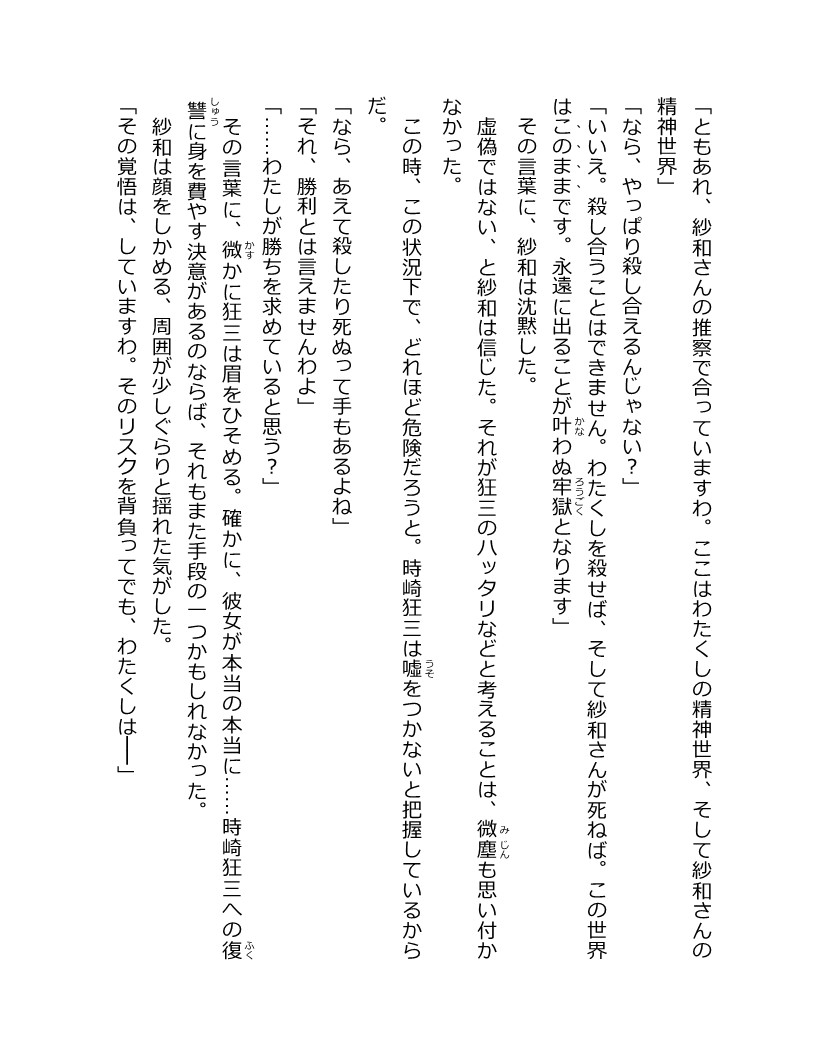 「ともあれ、紗和さんの推察で合っていますわ。ここはわたくしの精神世界、そして紗和さんの
精神世界」
「なら、やっぱり殺し合えるんじゃない？」
「いいえ。殺し合うことはできません。わたくしを殺せば、そして紗和さんが死ねば。この世界
はこのままです。永遠に出ることが叶わぬ牢獄となります」
その言葉に、紗和は沈黙した。
虚偽ではない、と紗和は信じた。それが狂三のハッタリなどと考えることは、微塵も思い付か
なかった。
この時、この状況下で、どれほど危険だろうと。時崎狂三は嘘をつかないと把握しているから
だ。
「なら、あえて殺したり死ぬって手もあるよね」
「それ、勝利とは言えませんわよ」
「……わたしが勝ちを求めていると思う？」
その言葉に、微かに狂三は眉をひそめる。確かに、彼女が本当の本当に……時崎狂三への復
讐に身を費やす決意があるのならば、それもまた手段の一つかもしれなかった。
紗和は顔をしかめる、周囲が少しぐらりと揺れた気がした。
「その覚悟は、していますわ。そのリスクを背負ってでも、わたくしは――」